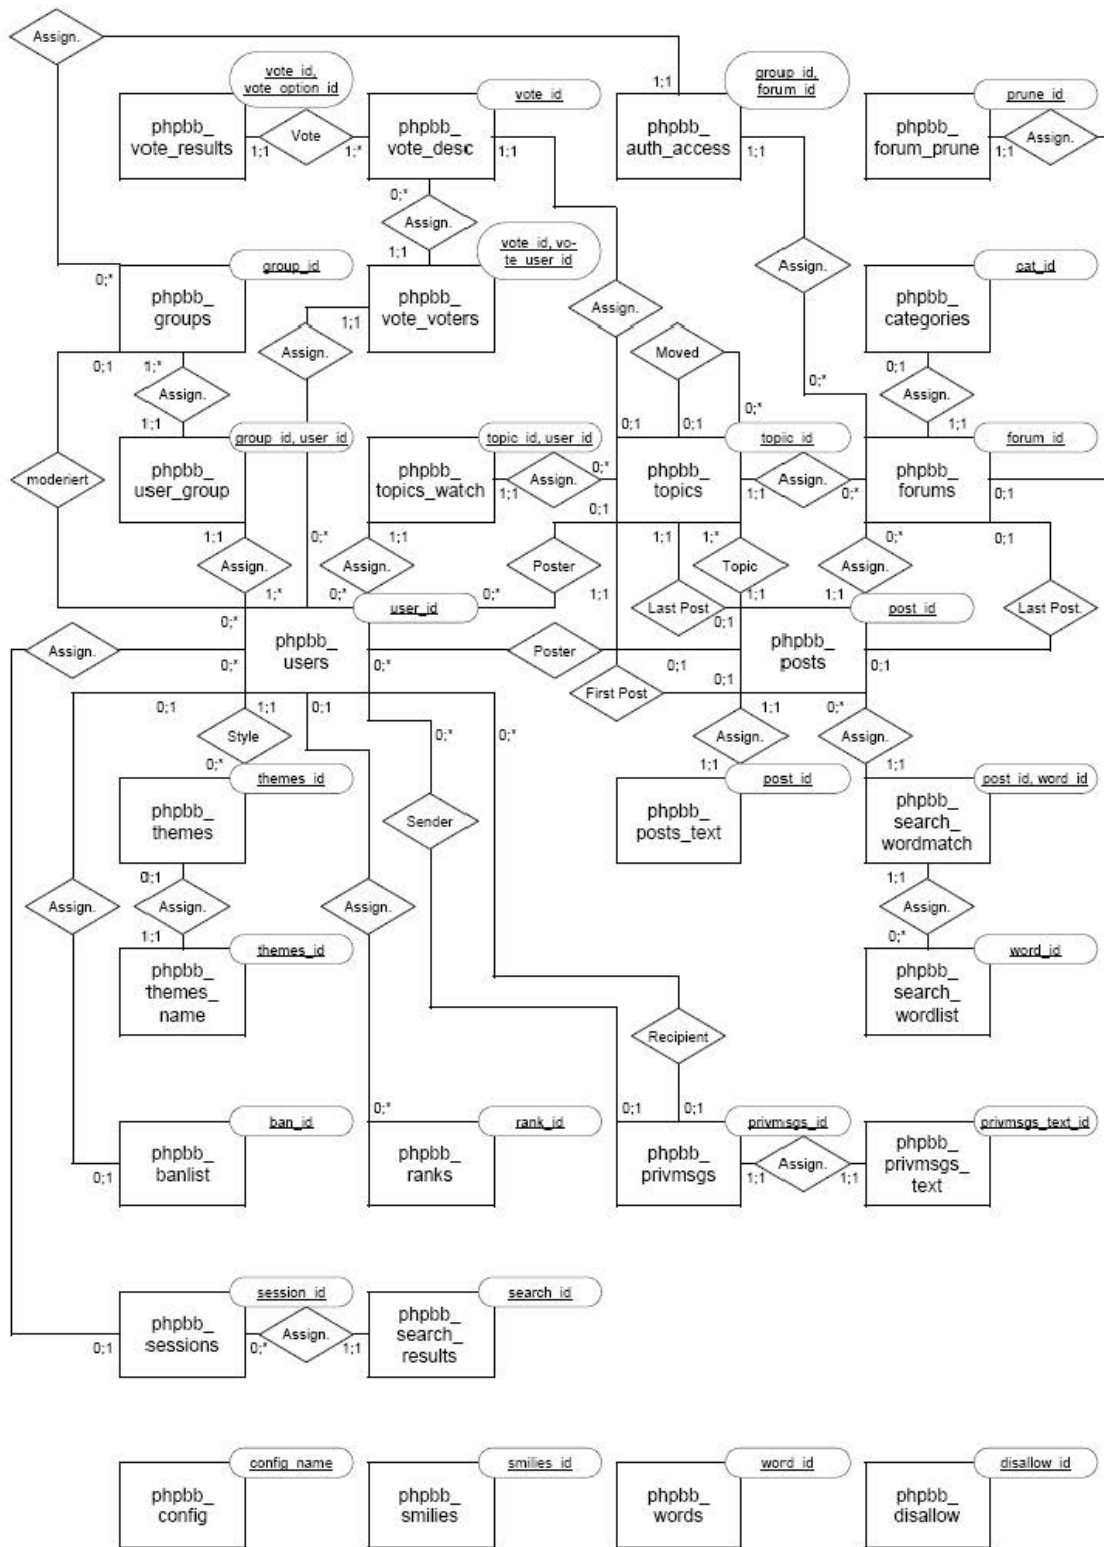 Assign.
vote_id,
vote_option_id
vote_id
group_id,
forum_id
prune_id
1;1
phpbb_
vote_results
Vote
phpbb_
vote_desc
phpbb_
auth_access
phpbb_
forum_prune
Assign.
1;1
1;*
1;1
1;1
1;1
0;*
Assign.
1;1
vote_id, vo-
te_user_id
group_id
Assign.
cat_id
0;*
phpbb_
groups
phpbb_
vote_voters
Assign.
phpbb_
categories
1;1
Assign.
Moved
0;1
1;*
0;1
Assign.
0;*
Assign.
0;*
1;1
0;1
0;1
1;1
group_id, user_id
topic_id, user_id
topic_id
forum_id
moderiert
phpbb_
user_group
phpbb_
topics_watch
Assign.
0;*
phpbb_
topics
Assign.
phpbb_
forums
1;1
1;1
0;*
0;1
0;1
1;1
0;*
1;1
1;1
1;*
0;*
0;1
Assign.
Assign.
Poster
Topic
Assign.
1;*
0;*
0;*
1;1
1;1
1;1
user_id
Last Post
post_id
Last Post.
0;*
0;1
Assign.
phpbb_
users
Poster
phpbb_
posts
0;*
0;*
0;1
0;1
First Post
0;1
0;1
1;1
0;1
1;1
0;*
Style
0;*
0;*
Assign.
Assign.
0;*
1;1
1;1
themes_id
post_id
post_id, word_id
phpbb_
themes
Sender
phpbb_
posts_text
phpbb_
search_
wordmatch
0;1
1;1
Assign.
Assign.
Assign.
Assign.
1;1
0;*
themes_id
word_id
phpbb_
themes_
name
phpbb_
search_
wordlist
Recipient
0;*
0;1
0;1
ban_id
rank_id
privmsgs_id
privmsgs_text_id
phpbb_
banlist
phpbb_
ranks
phpbb_
privmsgs
Assign.
phpbb_
privmsgs_
text
0;1
1;1
1;1
session_id
search_id
phpbb_
sessions
Assign.
phpbb_
search_
results
0;1
0;*
1;1
config_name
smilies_id
word_id
disallow_id
phpbb_
config
phpbb_
smilies
phpbb_
words
phpbb_
disallow